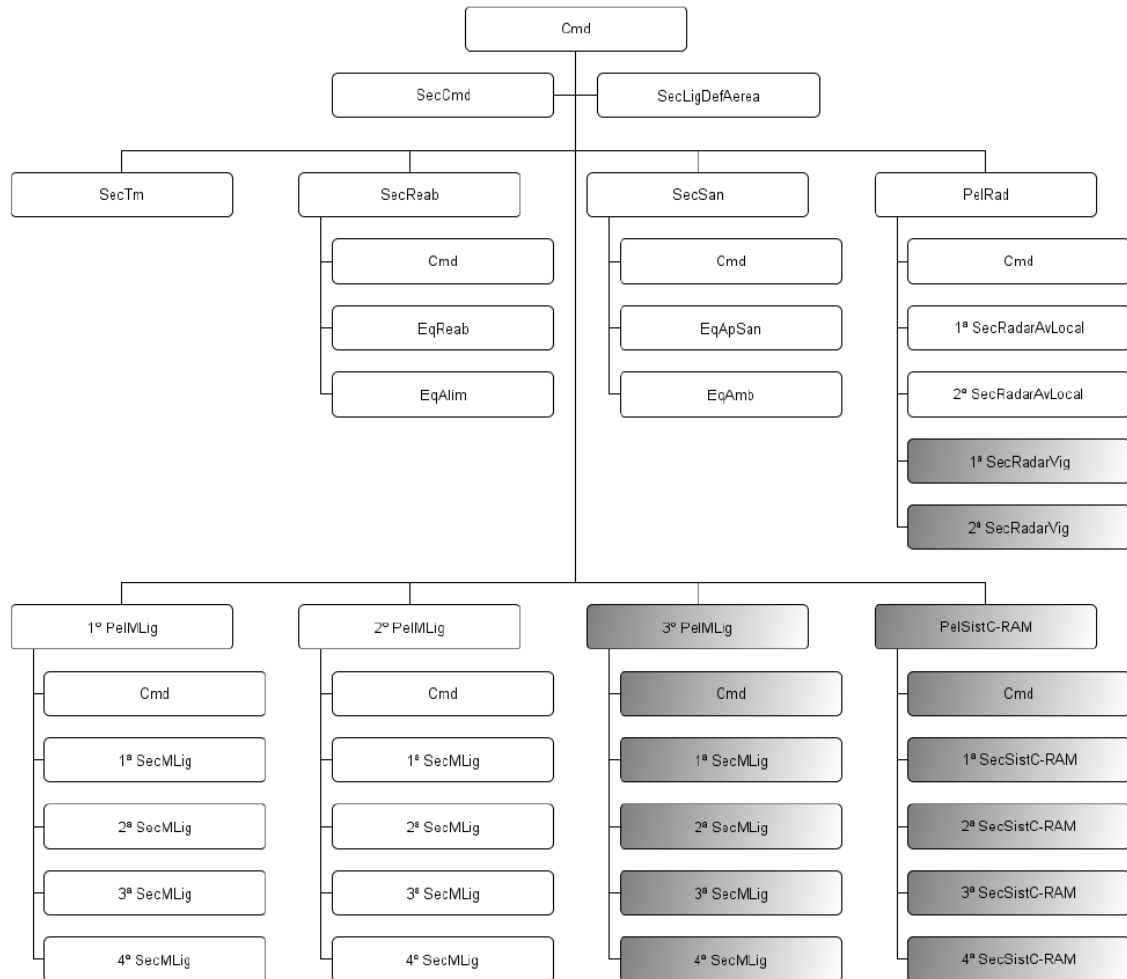 Cmd
SecCmd
SecLigDefAerea
SecTm
SecReab
SecSan
PelRad
Cmd
Cmd
Cmd
EqReab
EqApSan
1ª SecRadarAvLocal
EqAlim
EqAmb
2ª SecRadarAvLocal
1ª SecRadarVig
2ª SecRadarVig
1º PelMLig
2º PelMLig
3º PelMLig
PelSistC-RAM
Cmd
Cmd
Cmd
Cmd
1ª SecMLig
1ª SecMLig
1ª SecMLig
1ª SecSistC-RAM
2ª SecMLig
2ª SecMLig
2ª SecMLig
2ª SecSistC-RAM
3ª SecMLig
3ª SecMLig
3ª SecMLig
3ª SecSistC-RAM
4ª SecMLig
4ª SecMLig
4ª SecMLig
4ª SecSistC-RAM